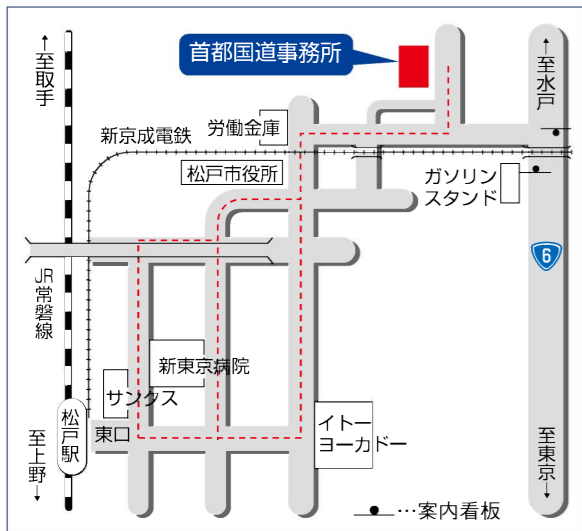 首都国道事務所
←至取手
←至水戸
労働金庫
新京成電鉄
松戸市役所
ガソリン
スタンド
6
JR常磐線
新東京病院
サンクス
松戸駅
東口
イトー
ヨーカドー
至上野→
至東京→
…案内看板